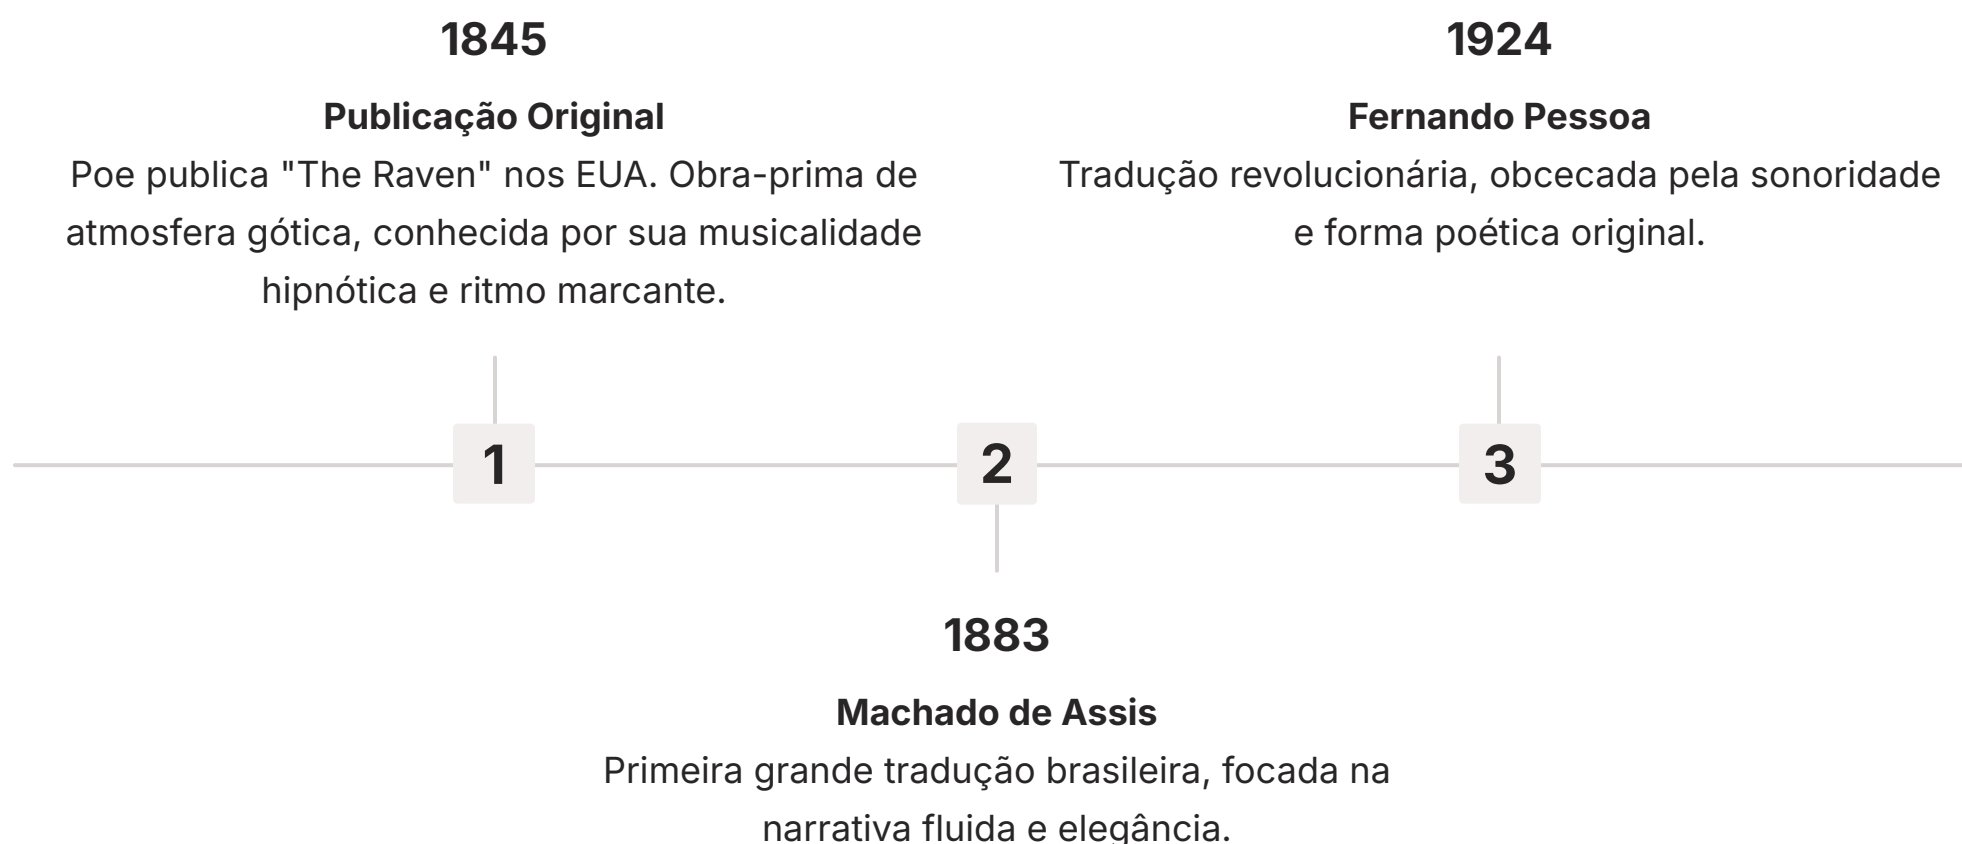 1845
Publicação Original
Poe publica "The Raven" nos EUA. Obra-prima de
atmosfera gótica, conhecida por sua musicalidade
hipnótica e ritmo marcante.
1924
Fernando Pessoa
Tradução revolucionária, obcecada pela sonoridade
e forma poética original.
1
2
3
1883
Machado de Assis
Primeira grande tradução brasileira, focada na
narrativa fluida e elegância.